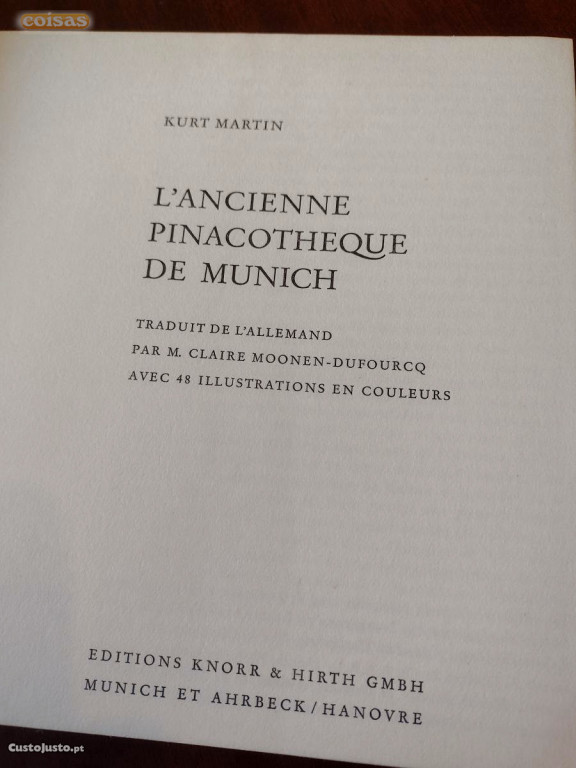 coisas
KURT MARTIN
L'ANCIENNE
PINACOTHEQUE
DE MUNICH
TRADUIT DE L'ALLEMAND
PAR M. CLAIRE MOONEN-DUFOURCQ
AVEC 48 ILLUSTRATIONS EN COULEURS
EDITIONS KNORR & HIRTH GMBH
MUNICH ET AHRBECK/HANOVRE
CustoJusto.pt